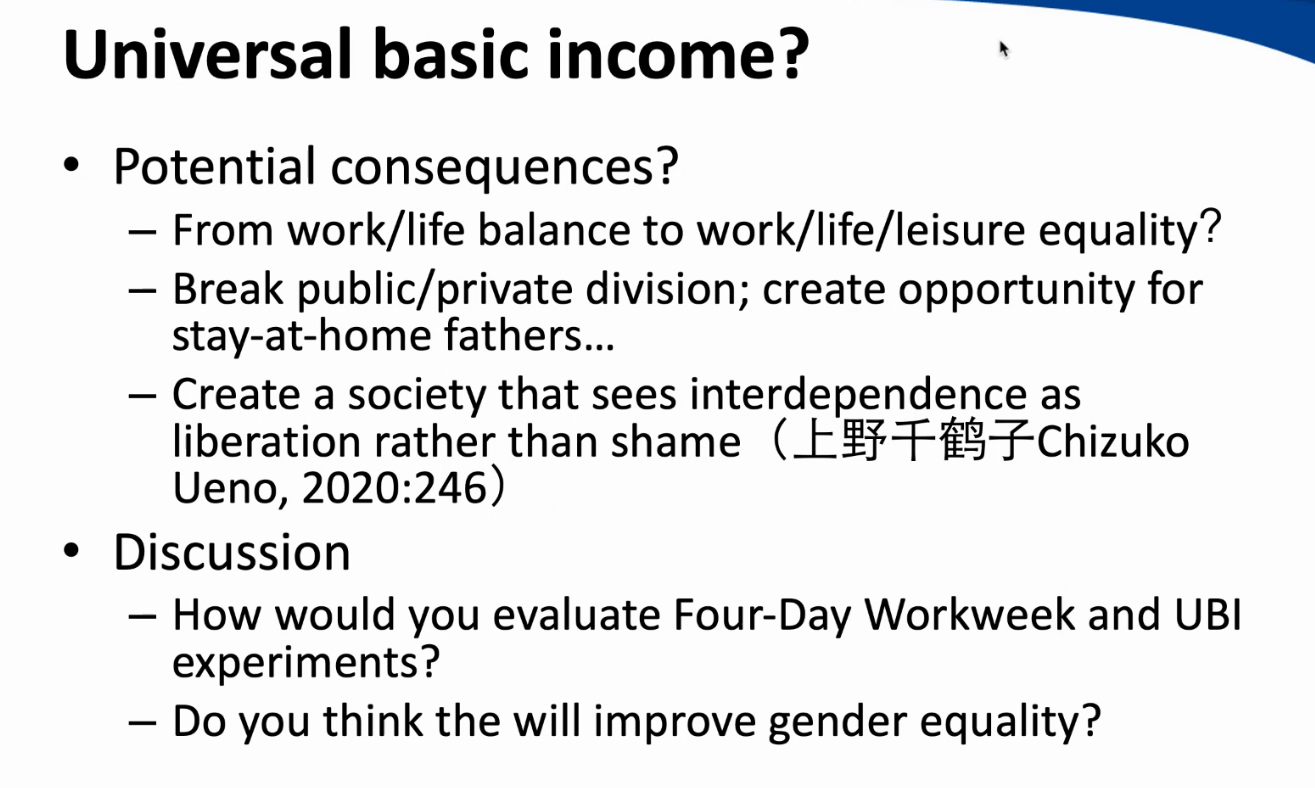 Universal basic income?
• Potential consequences?
– From work/life balance to work/life/leisure equality？
– Break public/private division; create opportunity for
stay-at-home fathers…
– Create a society that sees interdependence as
liberation rather than shame（上野千鹤子Chizuko
Ueno, 2020:246）
• Discussion
– How would you evaluate Four-Day Workweek and UBI
experiments?
– Do you think the will improve gender equality?